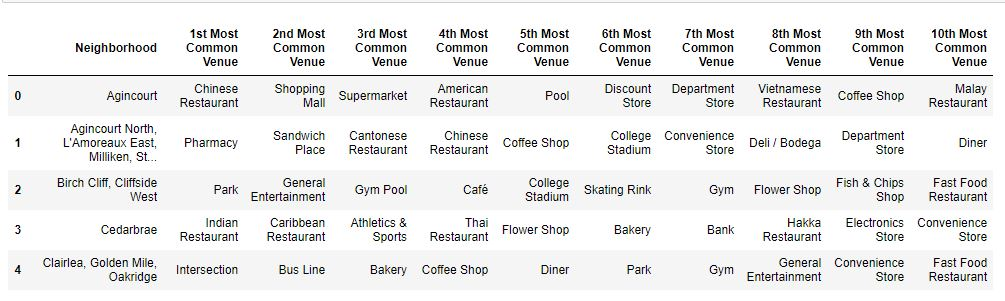 Neighborhood 1st Most Common Venue 2nd Most Common Venue 3rd Most Common Venue 4th Most Common Venue 5th Most Common Venue 6th Most Common Venue 7th Most Common Venue 8th Most Common Venue 9th Most Common Venue 10th Most Common Venue
0 Agincourt Chinese Restaurant Shopping Mall Supermarket American Restaurant Pool Discount Store Department Store Vietnamese Restaurant Coffee Shop Malay Restaurant
1 Agincourt North, L'Amoreaux East, Milliken, St... Pharmacy Sandwich Place Cantonese Restaurant Chinese Restaurant Coffee Shop College Stadium Convenience Store Deli / Bodega Department Store Diner
2 Birch Cliff, Cliffside West Park General Entertainment Gym Pool Café College Stadium Skating Rink Gym Flower Shop Fish & Chips Shop Fast Food Restaurant
3 Cedarbrae Indian Restaurant Caribbean Restaurant Athletics & Sports Thai Restaurant Flower Shop Bakery Bank Hakka Restaurant Electronics Store Convenience Store
4 Clairlea, Golden Mile, Oakridge Intersection Bus Line Bakery Coffee Shop Diner Park Gym General Entertainment Convenience Store Fast Food Restaurant